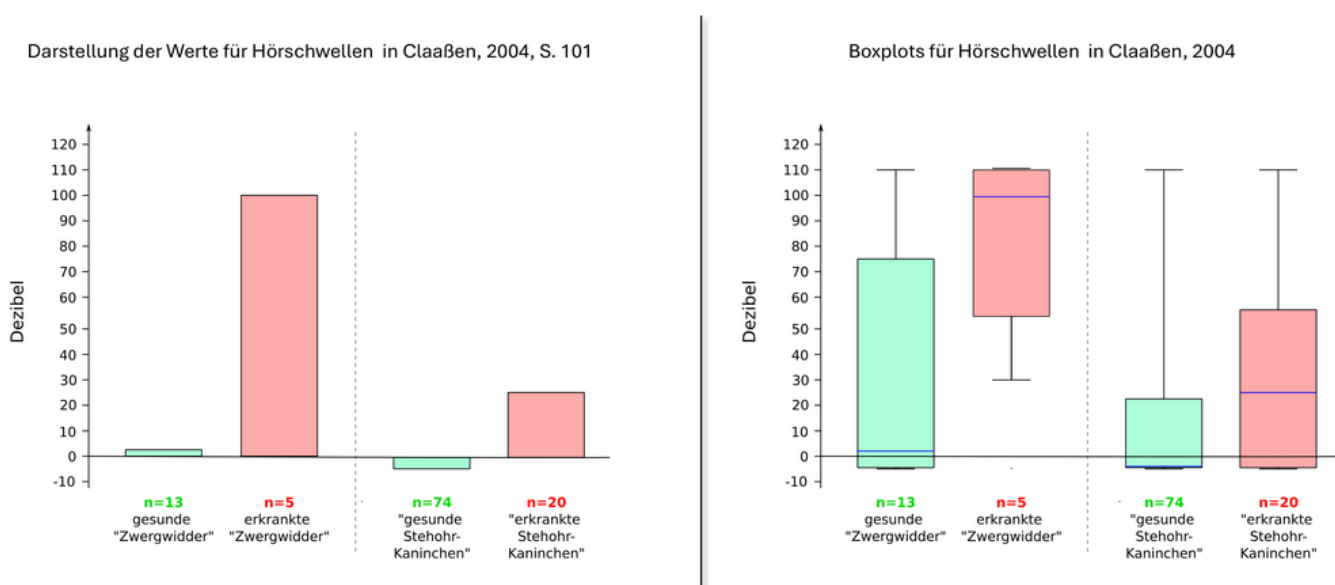 Darstellung der Werte für Hörschwellen in Claaßen, 2004, S. 101
Dezibel
120
110
100
90
80
70
60
50
40
30
20
10
0
-10
n=13
gesunde
"Zwergwidder"
n=5
erkrankte
"Zwergwidder"
n=74
"gesunde
Stehohr-
Kaninchen"
n=20
"erkrankte
Stehohr-
Kaninchen"
Boxplots für Hörschwellen in Claaßen, 2004
Dezibel
120
110
100
90
80
70
60
50
40
30
20
10
0
-10
n=13
gesunde
"Zwergwidder"
n=5
erkrankte
"Zwergwidder"
n=74
"gesunde
Stehohr-
Kaninchen"
n=20
"erkrankte
Stehohr-
Kaninchen"